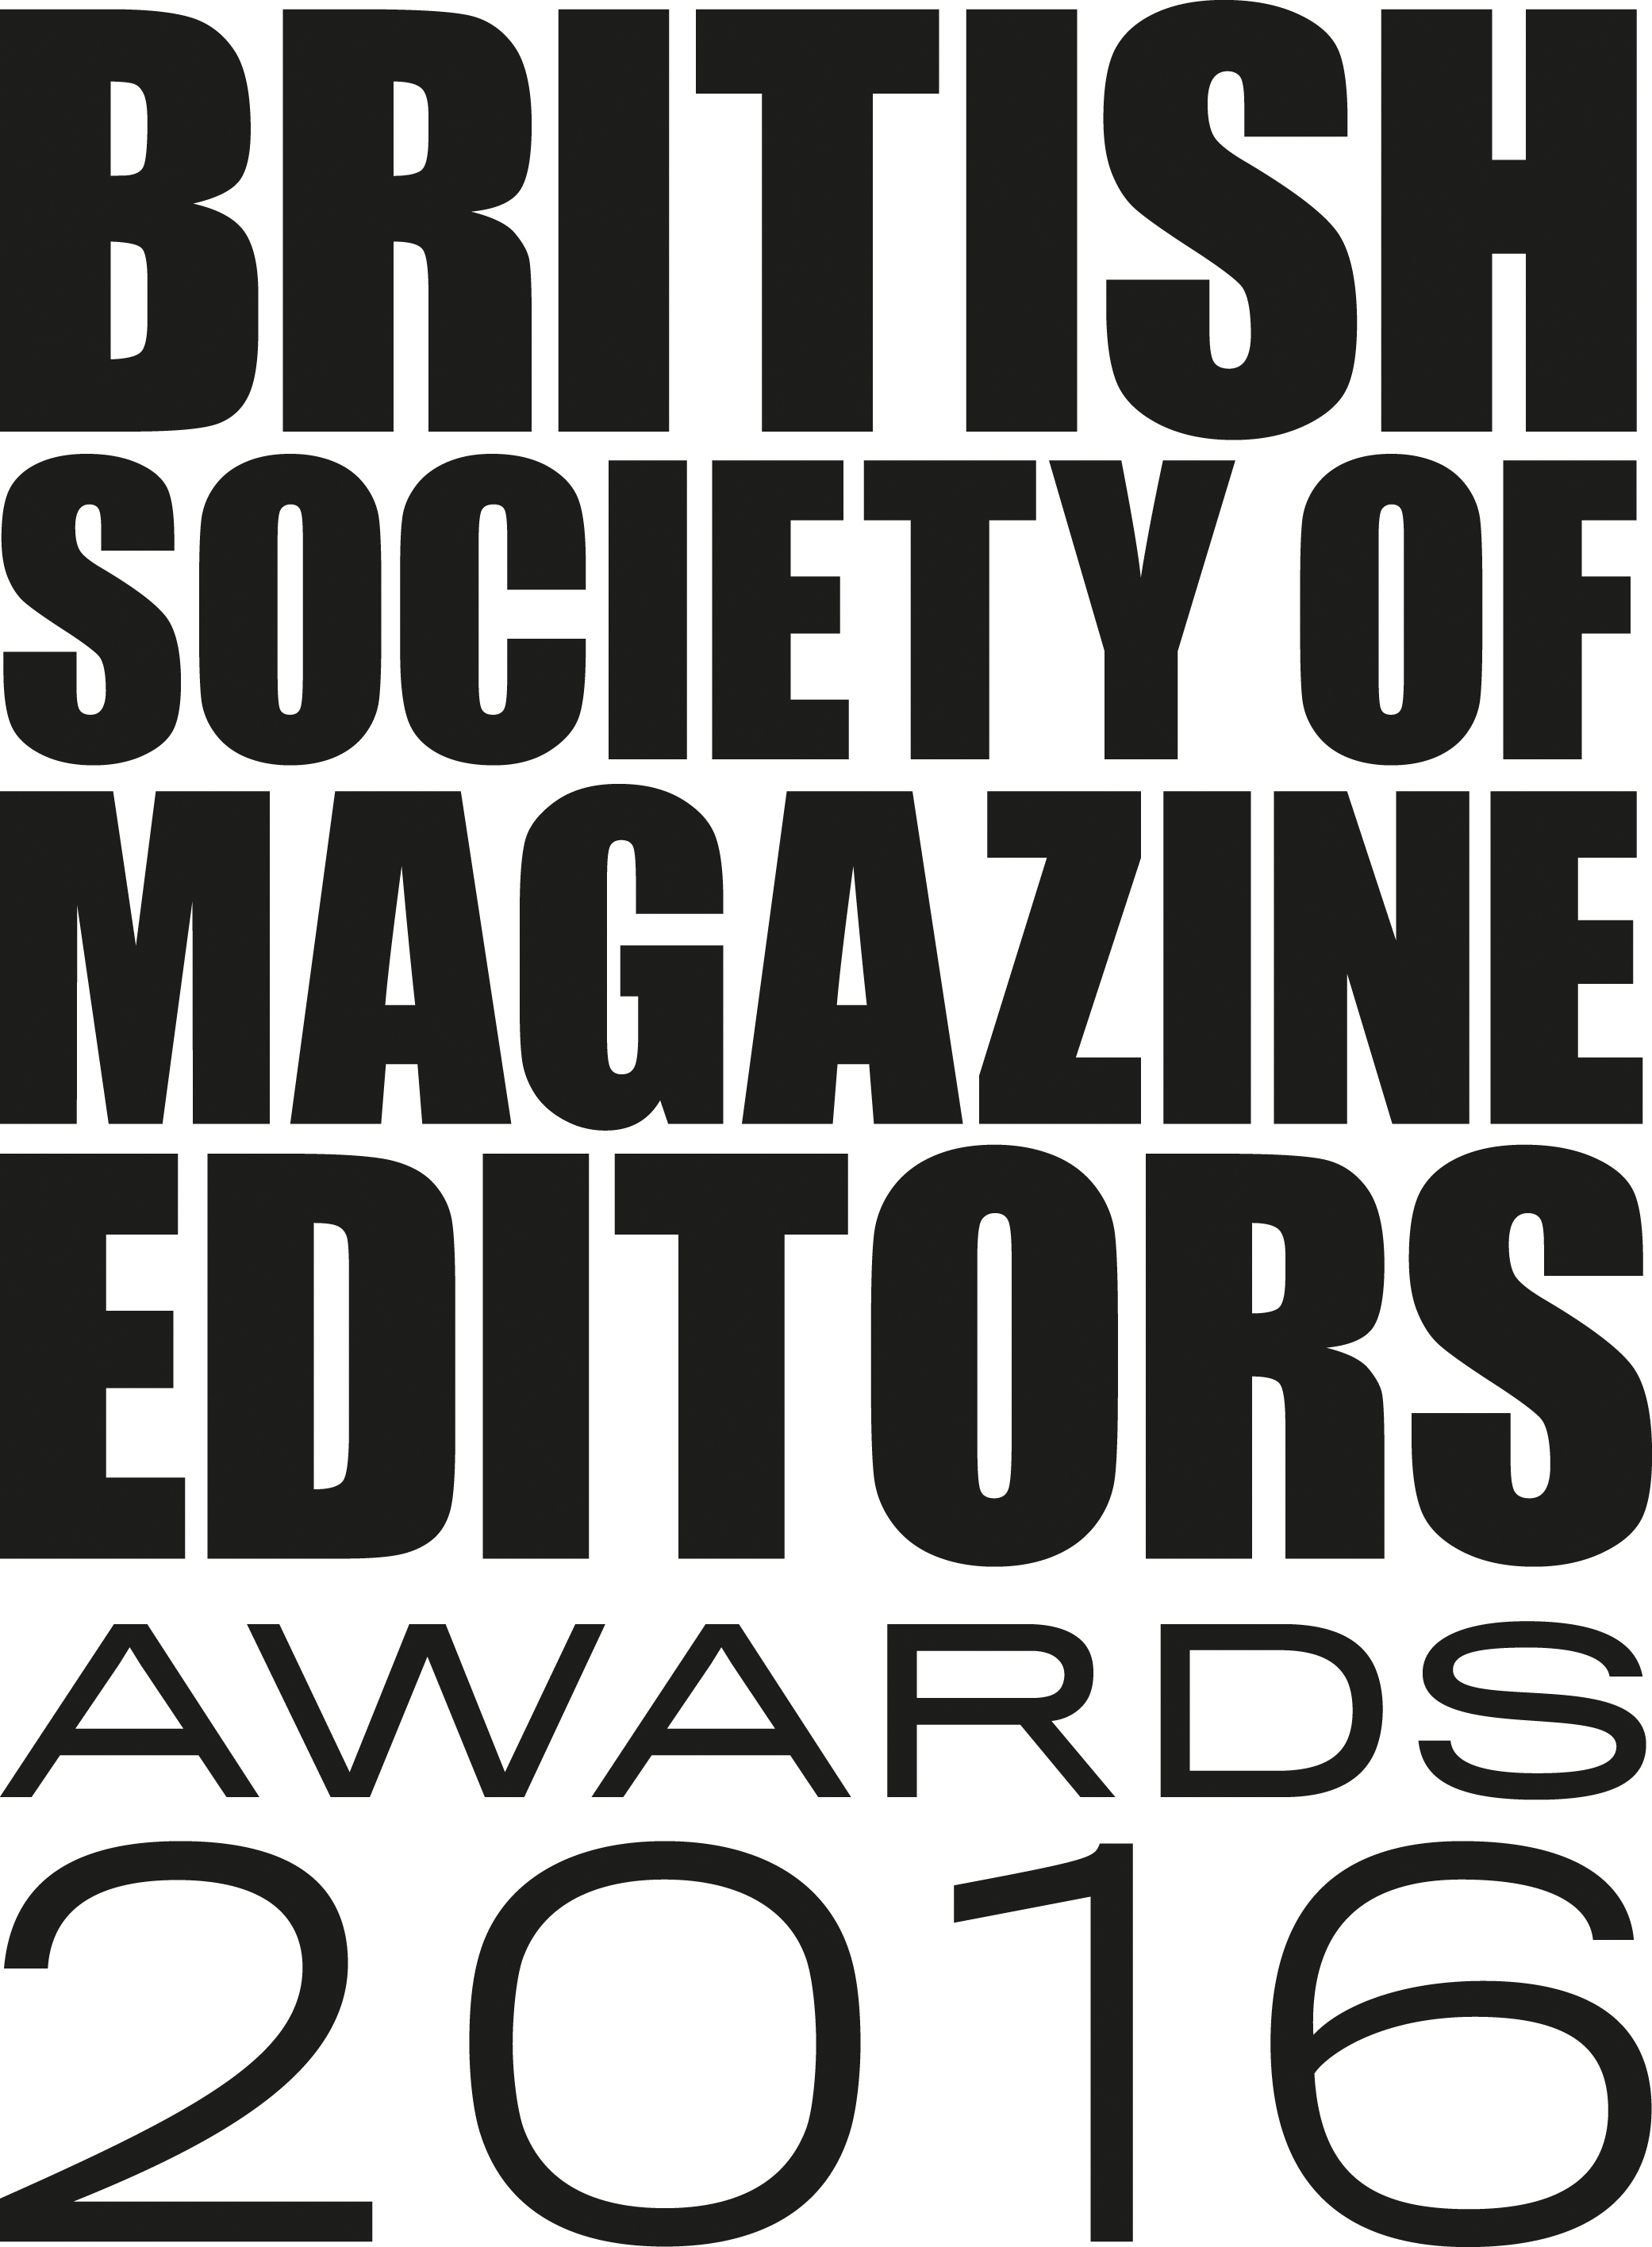 BRITISH
SOCIETY OF
MAGAZINE
EDITORS
AWARDS
2016